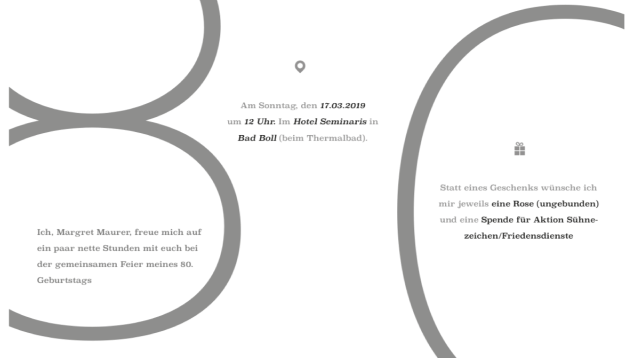 Am Sonntag, den 17.03.2019
um 12 Uhr. Im Hotel Seminaris in
Bad Boll (beim Thermalbad).
Statt eines Geschenks wünsche ich
mir jeweils eine Rose (ungebunden)
und eine Spende für Aktion Sühne-
zeichen/Friedensdienste
Ich, Margret Maurer, freue mich auf
ein paar nette Stunden mit euch bei
der gemeinsamen Feier meines 80.
Geburtstags